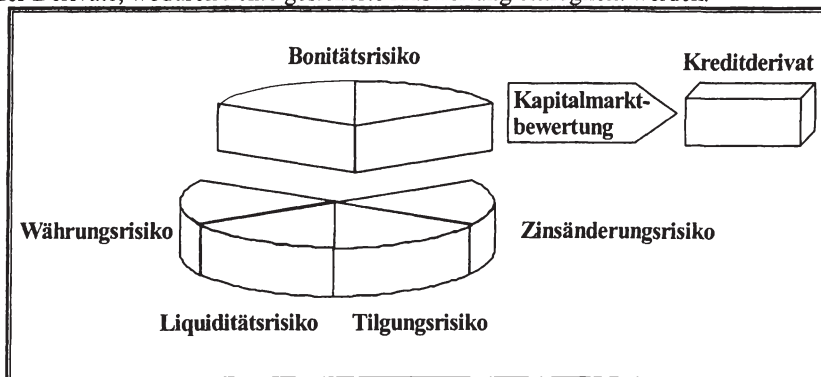 Bonitätsrisiko
Kreditderivat
Kapitalmarkt-
bewertung
Währungsrisiko
Zinsänderungsrisiko
Liquiditätsrisiko
Tilgungsrisiko